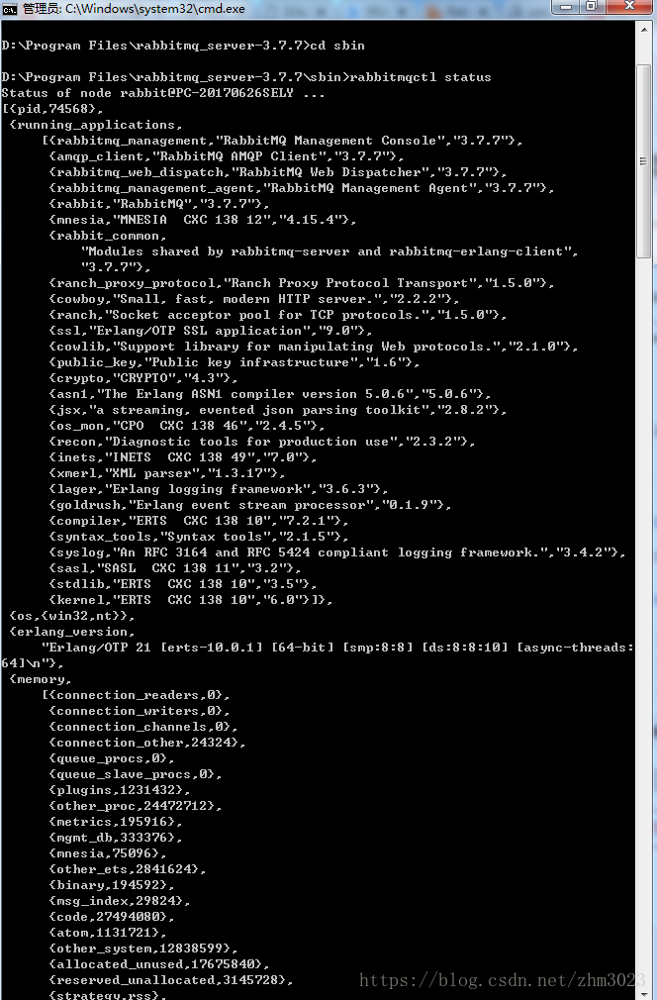 管理员: C:\Windows\system32\cmd.exe
D:\Program Files\rabbitmq_server-3.7.7>cd sbin
D:\Program Files\rabbitmq_server-3.7.7\sbin>rabbitmqctl status
Status of node rabbit@PC-20170626SELY ...
[{pid,74568},
{running_applications,
[{rabbitmq_management,"RabbitMQ Management Console","3.7.7"},
{amqp_client,"RabbitMQ AMQP Client","3.7.7"},
{rabbitmq_web_dispatch,"RabbitMQ Web Dispatcher","3.7.7"},
{rabbitmq_management_agent,"RabbitMQ Management Agent","3.7.7"},
{rabbit,"RabbitMQ","3.7.7"},
{mnesia,"MNESIA  CXC 138 12","4.15.4"},
{rabbit_common,
"Modules shared by rabbitmq-server and rabbitmq-erlang-client",
"3.7.7"},
{ranch_proxy_protocol,"Ranch Proxy Protocol Transport","1.5.0"},
{cowboy,"Small, fast, modern HTTP server.","2.2.2"},
{ranch,"Socket acceptor pool for TCP protocols.","1.5.0"},
{ssl,"Erlang/OTP SSL application","9.0"},
{cowlib,"Support library for manipulating Web protocols.","2.1.0"},
{public_key,"Public key infrastructure","1.6"},
{crypto,"CRYPTO","4.3"},
{asn1,"The Erlang ASN1 compiler version 5.0.6","5.0.6"},
{jsx,"a streaming, evented json parsing toolkit","2.8.2"},
{os_mon,"CPO  CXC 138 46","2.4.5"},
{recon,"Diagnostic tools for production use","2.3.2"},
{inets,"INETS  CXC 138 49","7.0"},
{xmerl,"XML parser","1.3.17"},
{lager,"Erlang logging framework","3.6.3"},
{goldrush,"Erlang event stream processor","0.1.9"},
{compiler,"ERTS  CXC 138 10","7.2.1"},
{syntax_tools,"Syntax tools","2.1.5"},
{syslog,"An RFC 3164 and RFC 5424 compliant logging framework.","3.4.2"},
{sasl,"SASL  CXC 138 11","3.2"},
{stdlib,"ERTS  CXC 138 10","3.5"},
{kernel,"ERTS  CXC 138 10","6.0"}]},
{os,{win32,nt}},
{erlang_version,
"Erlang/OTP 21 [erts-10.0.1] [64-bit] [smp:8:8] [ds:8:8:10] [async-threads:
64]\n"},
{memory,
[{connection_readers,0},
{connection_writers,0},
{connection_channels,0},
{connection_other,24324},
{queue_procs,0},
{queue_slave_procs,0},
{plugins,1231432},
{other_proc,24472712},
{metrics,195916},
{mgmt_db,333376},
{mnesia,75096},
{other_ets,2841624},
{binary,194592},
{msg_index,29824},
{code,27494080},
{atom,1131721},
{other_system,12838599},
{allocated_unused,17675840},
{reserved_unallocated,3145728},
{strategy,rss},
https://blog.csdn.net/zhm3023